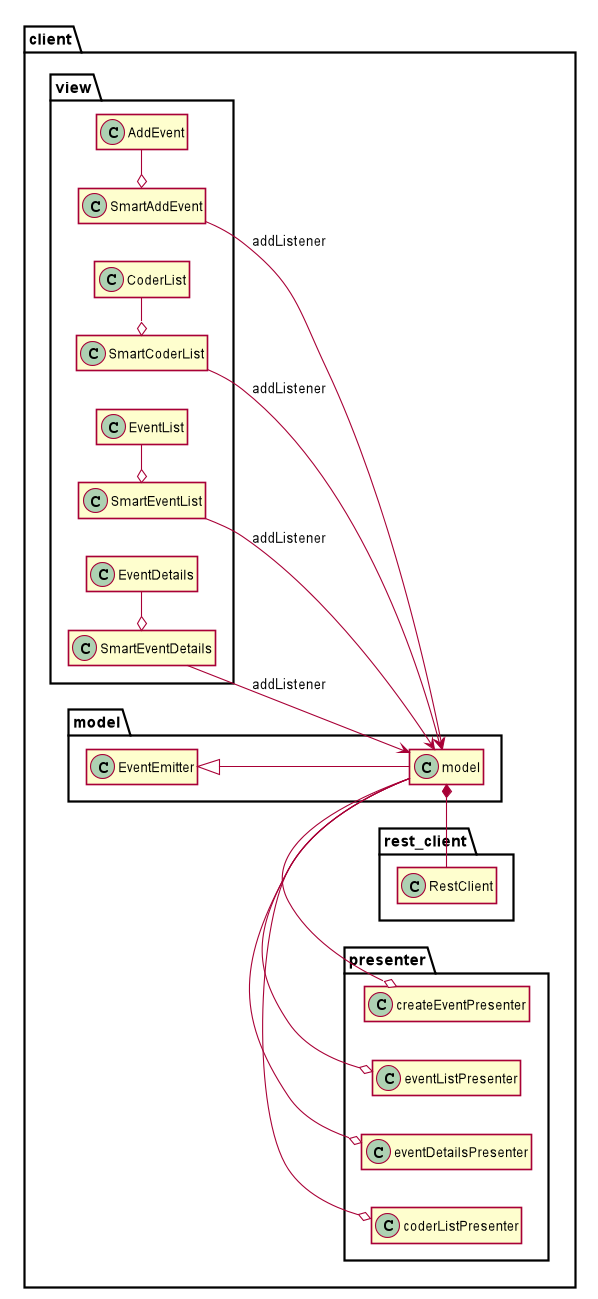 client
view
C AddEvent
C SmartAddEvent
addListener
C CoderList
C SmartCoderList
addListener
C EventList
C SmartEventList
addListener
C EventDetails
C SmartEventDetails
addListener
model
C EventEmitter
C model
rest_client
C RestClient
presenter
C createEventPresenter
C eventListPresenter
C eventDetailsPresenter
C coderListPresenter